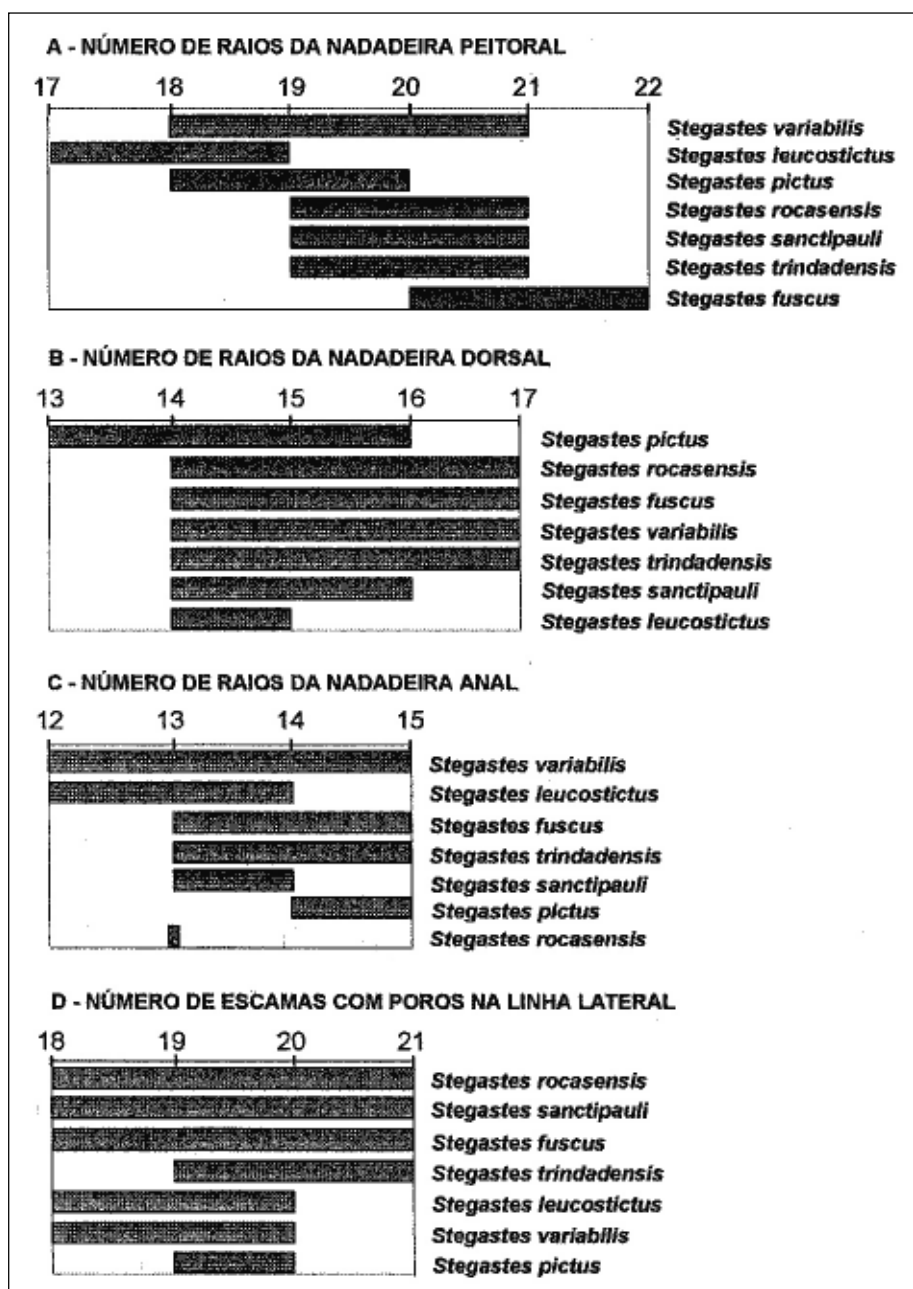 A - NÚMERO DE RAIOS DA NADADEIRA PEITORAL
17 18 19 20 21 22
Stegastes variabilis
Stegastes leucostictus
Stegastes pictus
Stegastes rocasensis
Stegastes sanctipauli
Stegastes trindadensis
Stegastes fuscus
B - NÚMERO DE RAIOS DA NADADEIRA DORSAL
13 14 15 16 17
Stegastes pictus
Stegastes rocasensis
Stegastes fuscus
Stegastes variabilis
Stegastes trindadensis
Stegastes sanctipauli
Stegastes leucostictus
C - NÚMERO DE RAIOS DA NADADEIRA ANAL
12 13 14 15
Stegastes variabilis
Stegastes leucostictus
Stegastes fuscus
Stegastes trindadensis
Stegastes sanctipauli
Stegastes pictus
Stegastes rocasensis
D - NÚMERO DE ESCAMAS COM POROS NA LINHA LATERAL
18 19 20 21
Stegastes rocasensis
Stegastes sanctipauli
Stegastes fuscus
Stegastes trindadensis
Stegastes leucostictus
Stegastes variabilis
Stegastes pictus